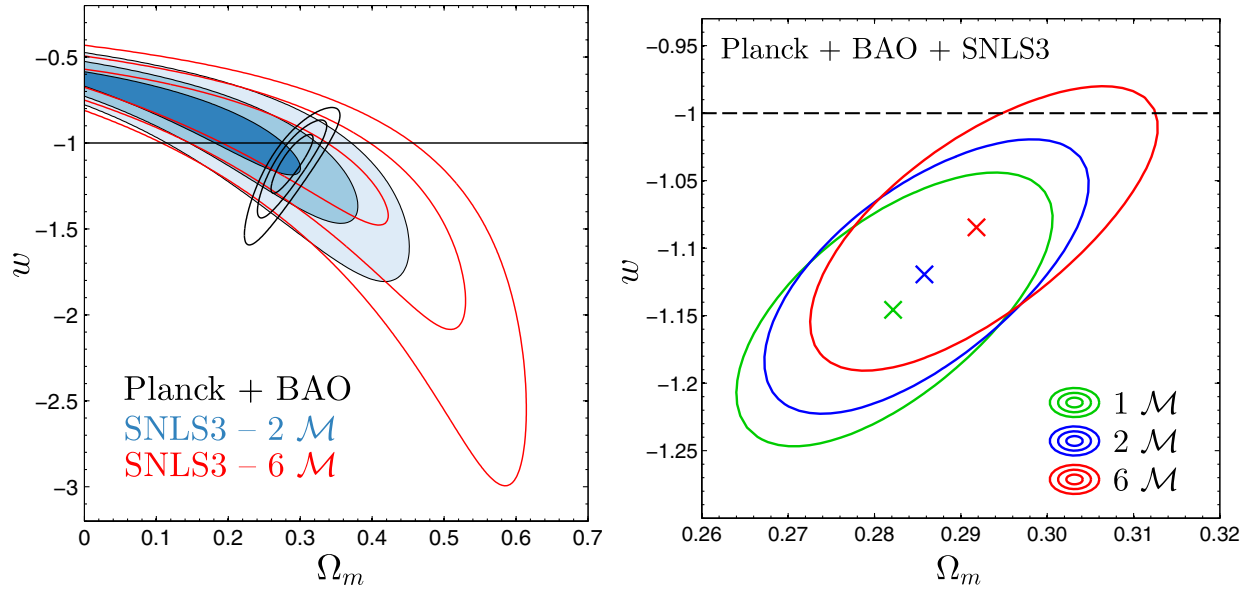 −0.5
−1
−1.5
−2
−2.5
−3
w
0 0.1 0.2 0.3 0.4 0.5 0.6 0.7
Ωₘ
Planck + BAO
SNLS3 – 2 ℳ
SNLS3 – 6 ℳ
Planck + BAO + SNLS3
−0.95
−1
−1.05
−1.1
−1.15
−1.2
−1.25
w
0.26 0.27 0.28 0.29 0.30 0.31 0.32
Ωₘ
1 ℳ
2 ℳ
6 ℳ